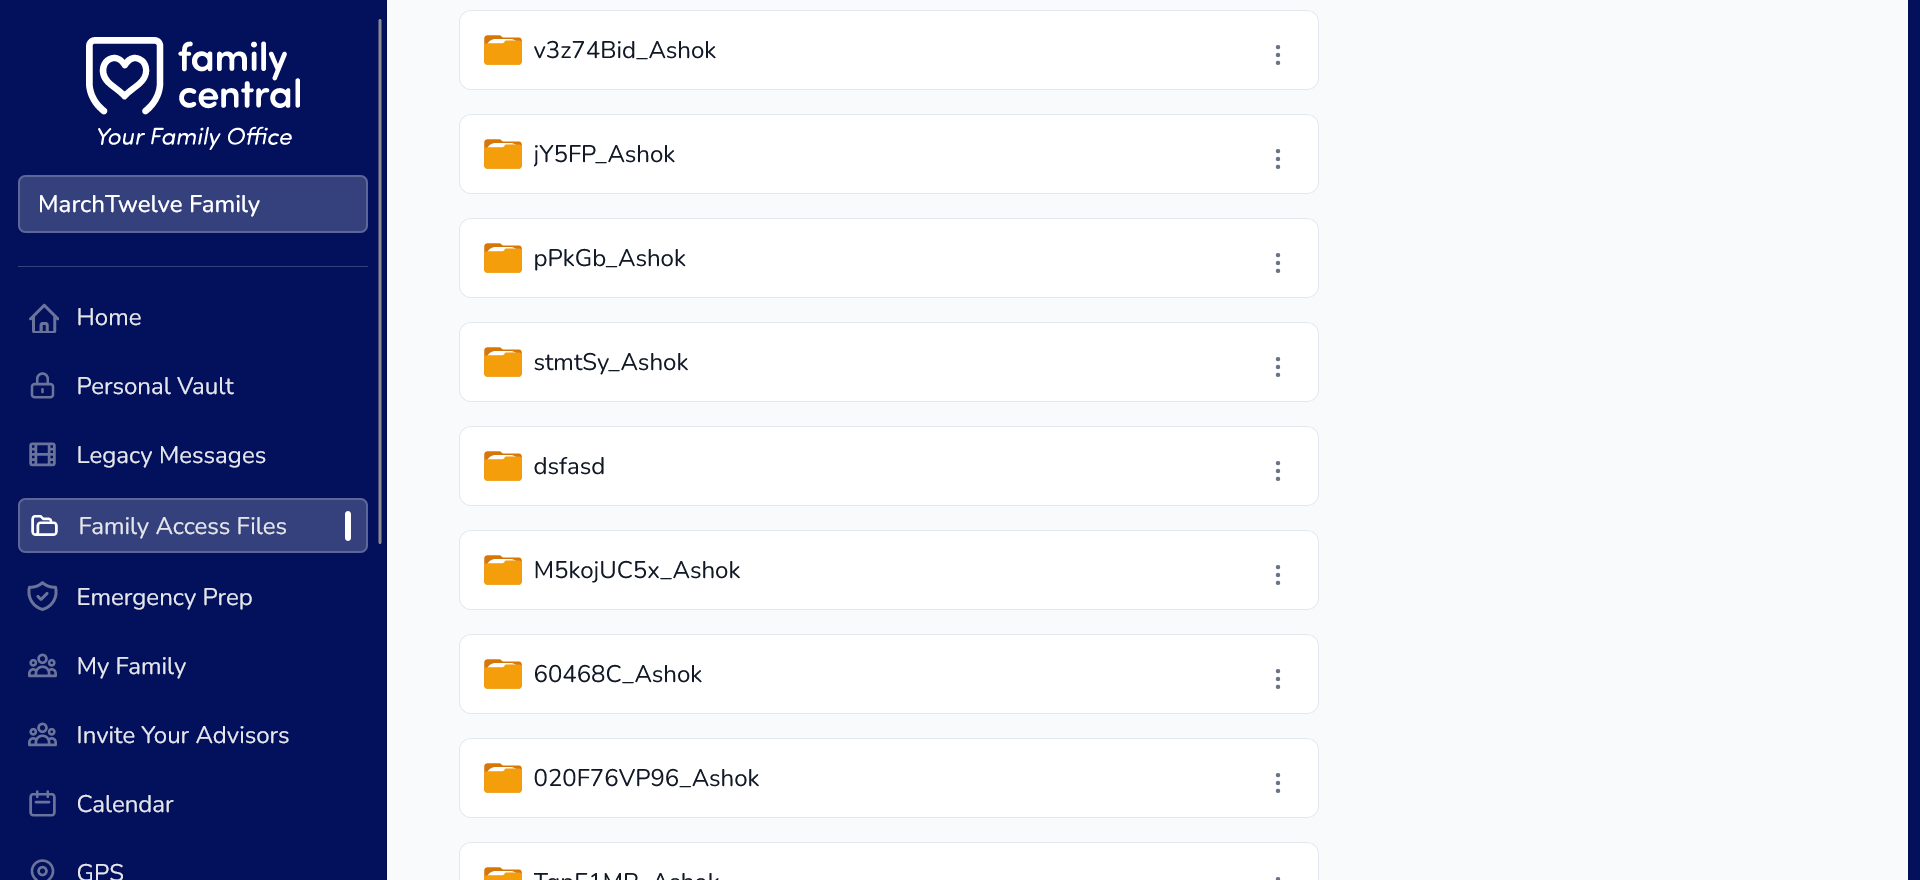 family
central
Your Family Office
MarchTwelve Family
Home
Personal Vault
Legacy Messages
Family Access Files
Emergency Prep
My Family
Invite Your Advisors
Calendar
GPS
v3z74Bid_Ashok
jY5FP_Ashok
pPkGb_Ashok
stmtSy_Ashok
dsfasd
M5kojUC5x_Ashok
60468C_Ashok
020F76VP96_Ashok